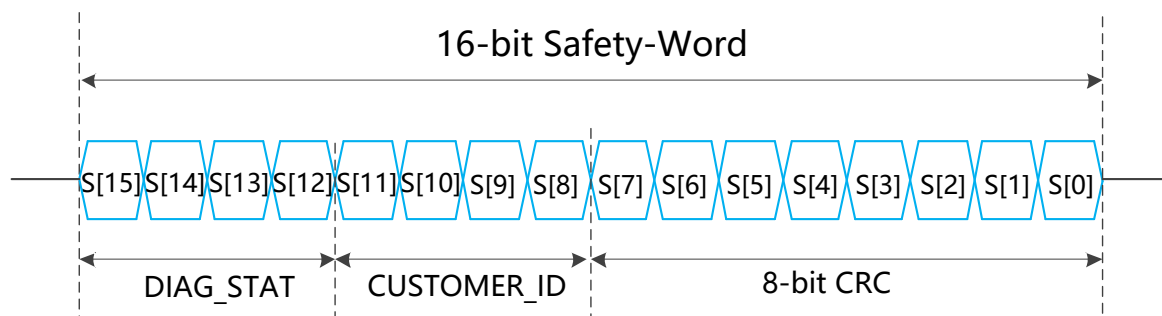 16-bit Safety-Word
S[15] S[14] S[13] S[12] S[11] S[10] S[9] S[8] S[7] S[6] S[5] S[4] S[3] S[2] S[1] S[0]
DIAG_STAT CUSTOMER_ID 8-bit CRC